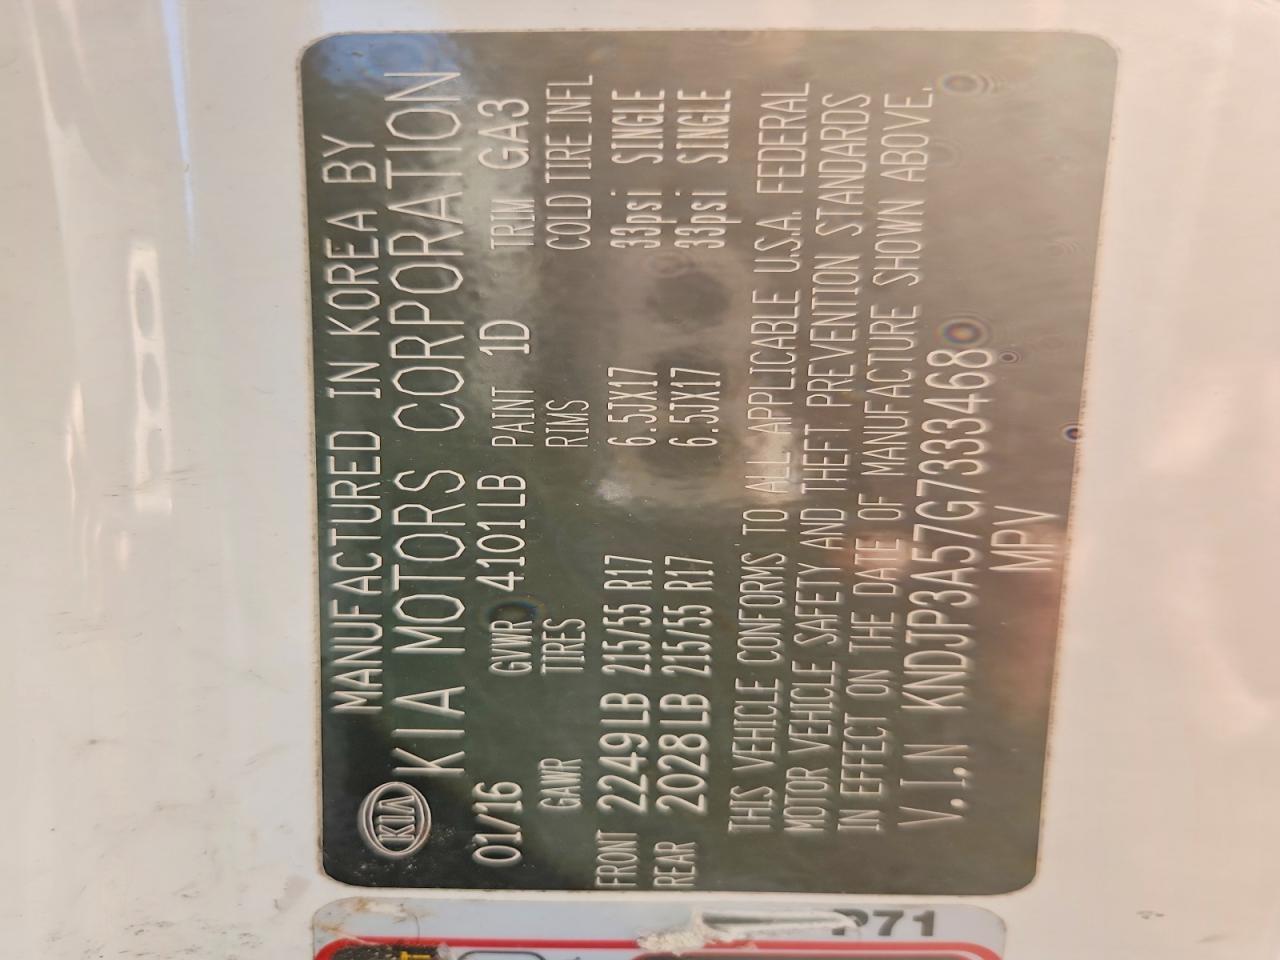 MANUFACTURED IN KOREA BY
KIA KIA MOTORS CORPORATION
01/16 GVWR 4101LB PAINT 1D TRIM GA3
GAWR TIRES RIMS COLD TIRE INFL
FRONT 2249LB 215/55 R17 6.5JX17 33psi SINGLE
REAR 2028LB 215/55 R17 6.5JX17 33psi SINGLE
THIS VEHICLE CONFORMS TO ALL APPLICABLE U.S.A. FEDERAL
MOTOR VEHICLE SAFETY AND THEFT PREVENTION STANDARDS
IN EFFECT ON THE DATE OF MANUFACTURE SHOWN ABOVE.
V.I.N KNDJP3A57G7333468
MPV
P71